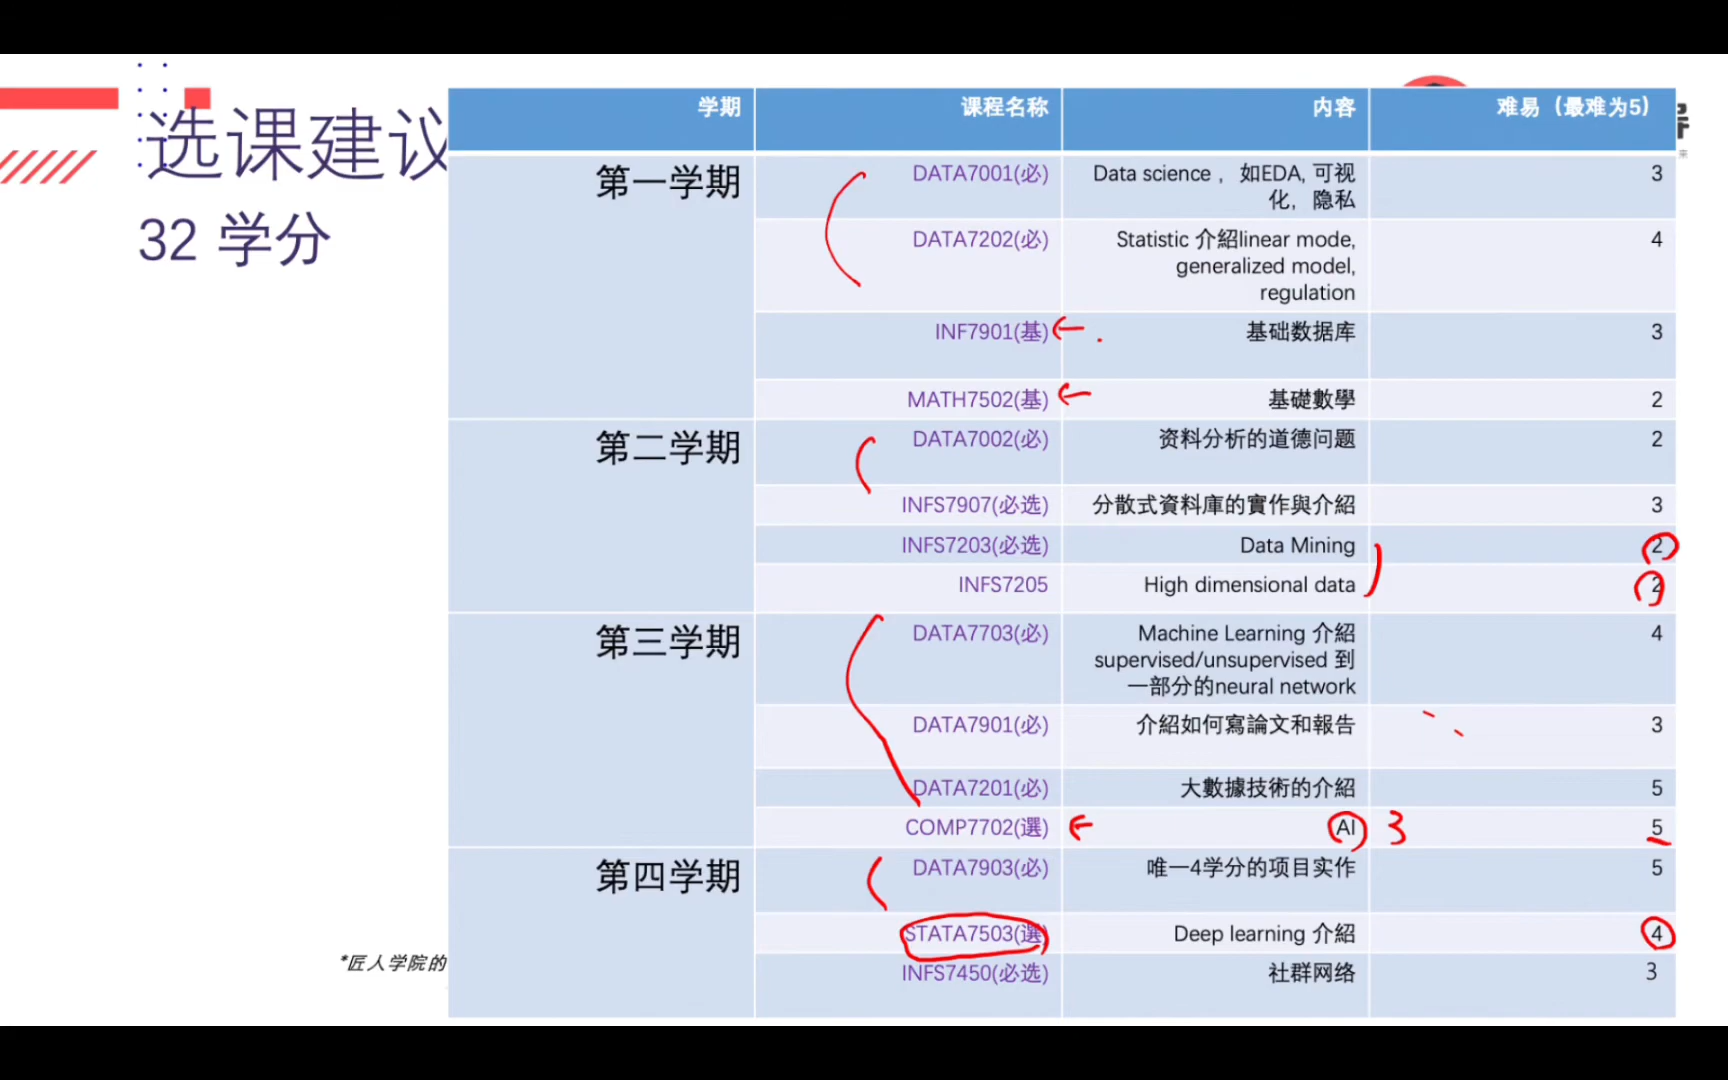 选课建议
32 学分
学期 课程名称 内容 难易（最难为5）
第一学期 DATA7001(必) Data science ，如EDA, 可视 3
化，隐私
DATA7202(必) Statistic 介紹linear mode, 4
generalized model,
regulation
INF7901(基) 基础数据库 3
MATH7502(基) 基礎數學 2
第二学期 DATA7002(必) 资料分析的道德问题 2
INFS7907(必选) 分散式資料庫的實作與介紹 3
INFS7203(必选) Data Mining 2
INFS7205 High dimensional data 2
第三学期 DATA7703(必) Machine Learning 介紹 4
supervised/unsupervised 到
一部分的neural network
DATA7901(必) 介紹如何寫論文和報告 3
DATA7201(必) 大數據技術的介紹 5
COMP7702(選) AI 3 5
第四学期 DATA7903(必) 唯一4学分的项目实作 5
STATA7503(選) Deep learning 介紹 4
INFS7450(必选) 社群网络 3
*匠人学院的
来